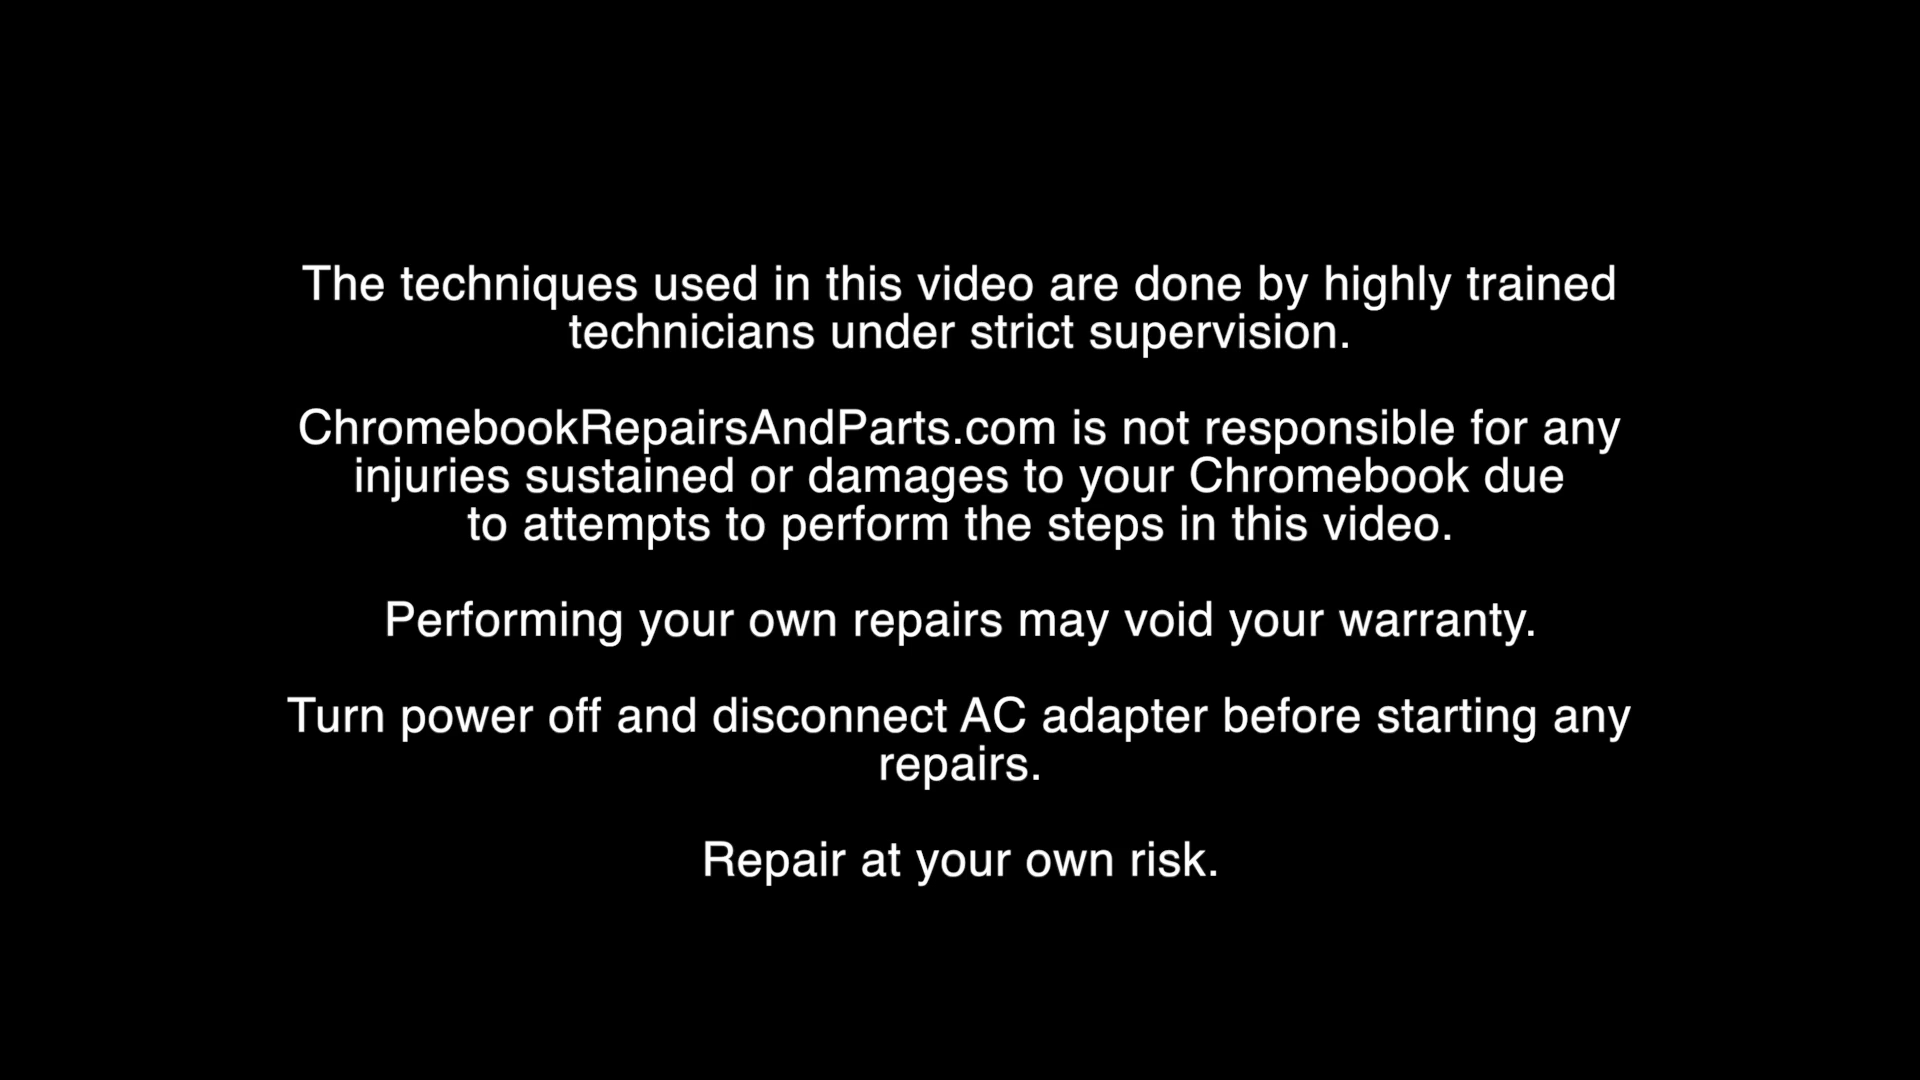 The techniques used in this video are done by highly trained
technicians under strict supervision.
ChromebookRepairsAndParts.com is not responsible for any
injuries sustained or damages to your Chromebook due
to attempts to perform the steps in this video.
Performing your own repairs may void your warranty.
Turn power off and disconnect AC adapter before starting any
repairs.
Repair at your own risk.